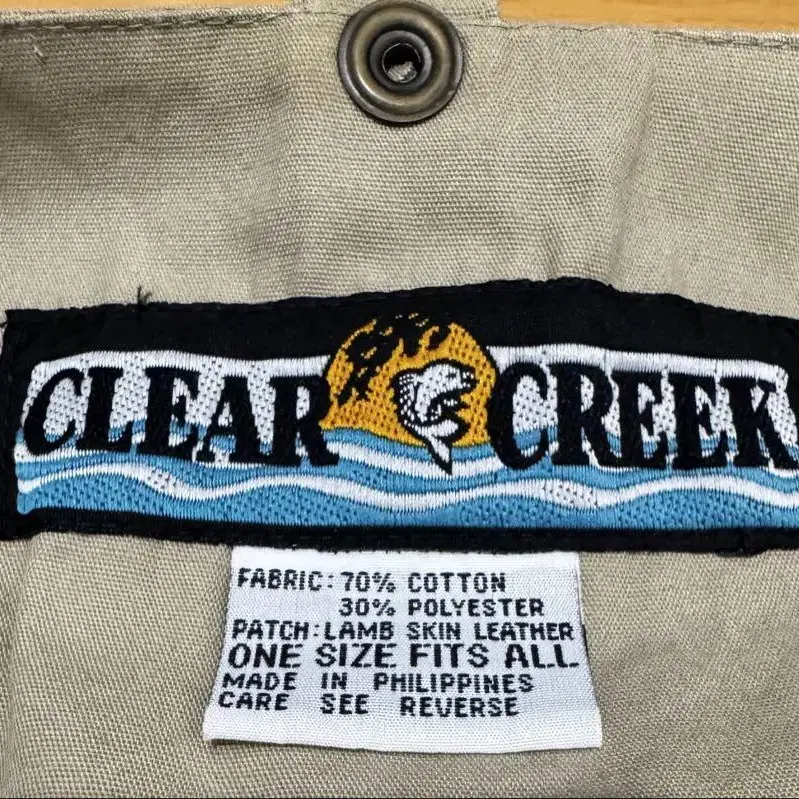 CLEAR CREEK
FABRIC: 70% COTTON
30% POLYESTER
PATCH: LAMB SKIN LEATHER
ONE SIZE FITS ALL
MADE IN PHILIPPINES
CARE SEE REVERSE